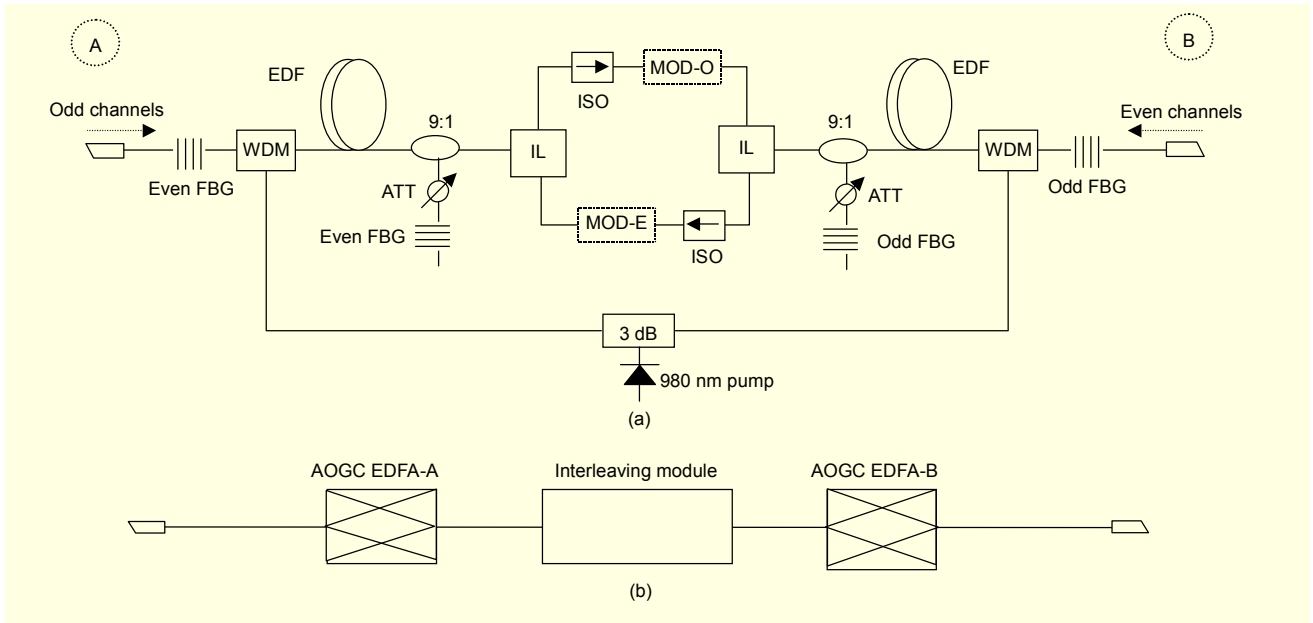 A
B
EDF
ISO
MOD-O
EDF
Odd channels
Even channels
9:1
9:1
WDM
IL
IL
WDM
Even FBG
ATT
ATT
Odd FBG
Even FBG
MOD-E
ISO
Odd FBG
3 dB
980 nm pump
(a)
AOGC EDFA-A
Interleaving module
AOGC EDFA-B
(b)